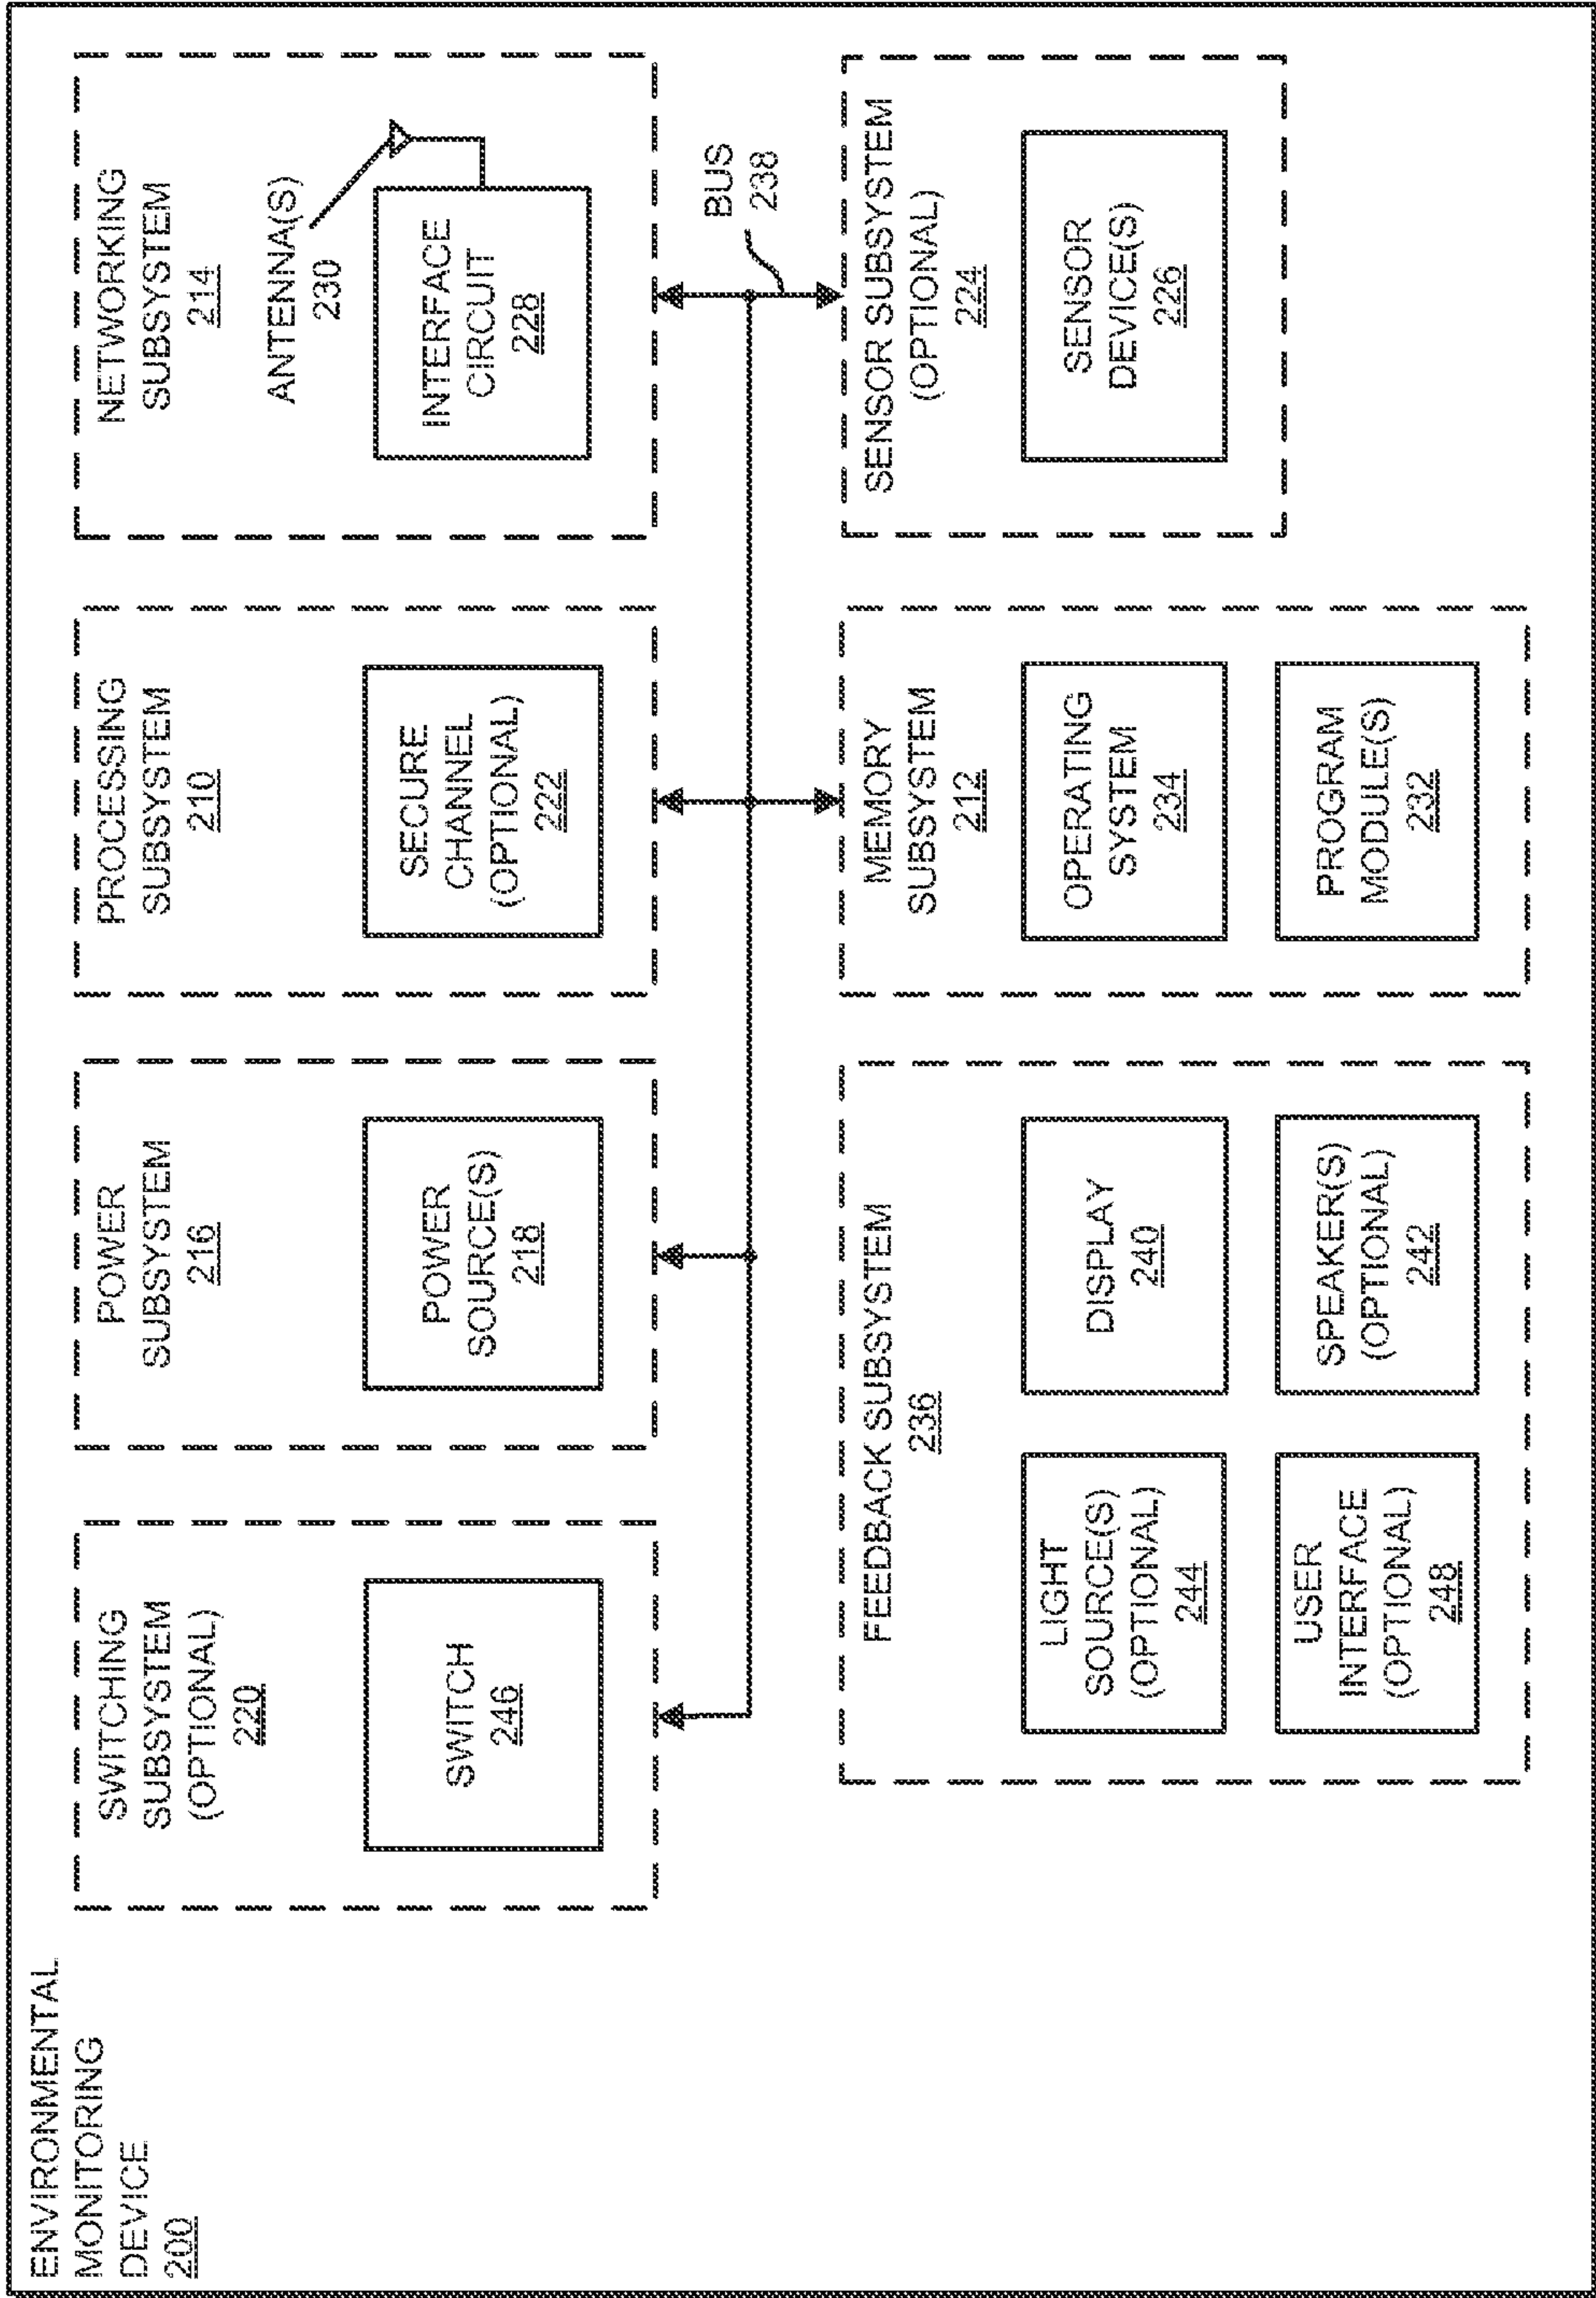 ENVIRONMENTAL
MONITORING
DEVICE
200
SWITCHING
SUBSYSTEM
(OPTIONAL)
220
SWITCH
246
POWER
SUBSYSTEM
216
POWER
SOURCE(S)
218
PROCESSING
SUBSYSTEM
210
SECURE
CHANNEL
(OPTIONAL)
222
NETWORKING
SUBSYSTEM
214
ANTENNA(S)
230
INTERFACE
CIRCUIT
228
BUS
238
FEEDBACK SUBSYSTEM
236
LIGHT
SOURCE(S)
(OPTIONAL)
244
DISPLAY
240
USER
INTERFACE
(OPTIONAL)
248
SPEAKER(S)
(OPTIONAL)
242
MEMORY
SUBSYSTEM
212
OPERATING
SYSTEM
234
PROGRAM
MODULE(S)
232
SENSOR SUBSYSTEM
(OPTIONAL)
224
SENSOR
DEVICE(S)
226